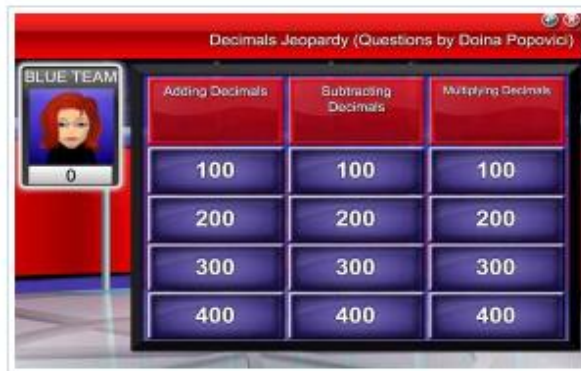 Decimals Jeopardy (Questions by Doina Popovici)
BLUE TEAM
0
Adding Decimals
Subtracting
Decimals
Multiplying Decimals
100 100 100
200 200 200
300 300 300
400 400 400